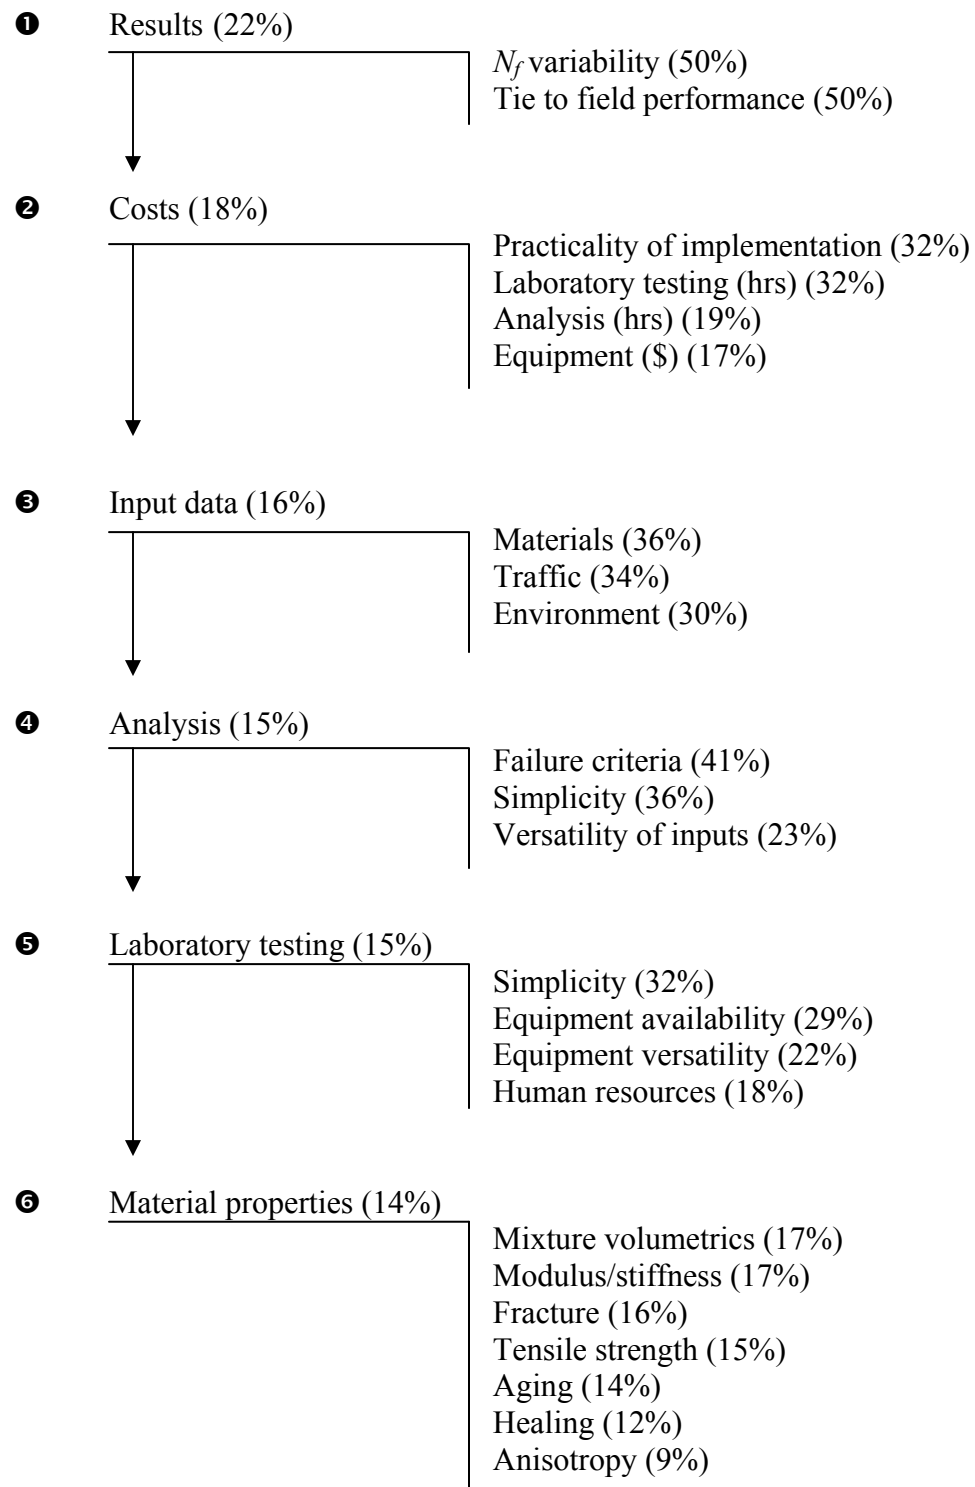 ❶ Results (22%)
N_f variability (50%)
Tie to field performance (50%)
❷ Costs (18%)
Practicality of implementation (32%)
Laboratory testing (hrs) (32%)
Analysis (hrs) (19%)
Equipment ($) (17%)
❸ Input data (16%)
Materials (36%)
Traffic (34%)
Environment (30%)
❹ Analysis (15%)
Failure criteria (41%)
Simplicity (36%)
Versatility of inputs (23%)
❺ Laboratory testing (15%)
Simplicity (32%)
Equipment availability (29%)
Equipment versatility (22%)
Human resources (18%)
❻ Material properties (14%)
Mixture volumetrics (17%)
Modulus/stiffness (17%)
Fracture (16%)
Tensile strength (15%)
Aging (14%)
Healing (12%)
Anisotropy (9%)